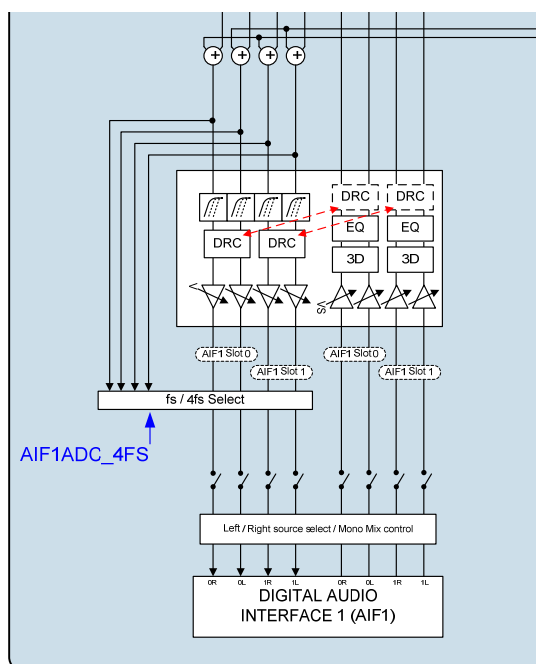 + + + +
DRC DRC
DRC DRC EQ EQ
3D 3D
V VS
AIF1 Slot 0 AIF1 Slot 0
AIF1 Slot 1 AIF1 Slot 1
fs / 4fs Select
AIF1ADC_4FS
Left / Right source select / Mono Mix control
0R 0L 1R 1L 0R 0L 1R 1L
DIGITAL AUDIO
INTERFACE 1 (AIF1)